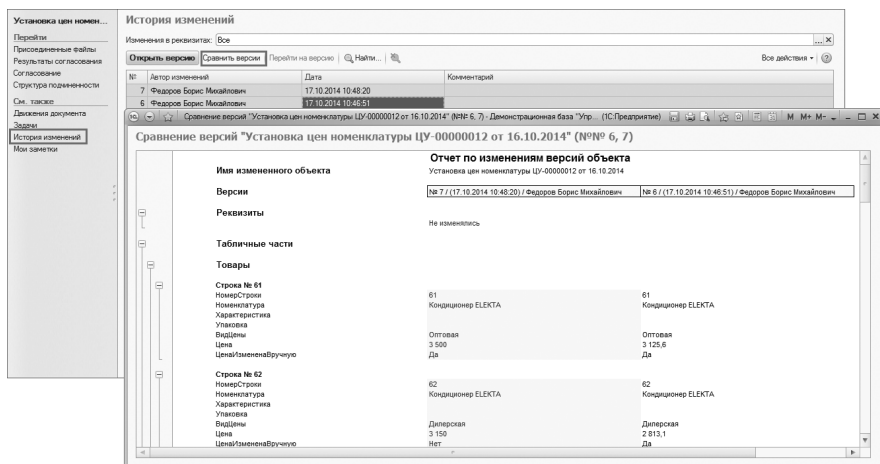 Установка цен номен...
Перейти
Присоединенные файлы
Результаты согласования
Согласование
Структура подчиненности
См. также
Движения документа
Задачи
История изменений
Мои заметки
История изменений
Изменения в реквизитах: Все ... ×
Открыть версию Сравнить версии Перейти на версию Найти... Все действия ?
№ Автор изменений Дата Комментарий
7 Федоров Борис Михайлович 17.10.2014 10:48:20
6 Федоров Борис Михайлович 17.10.2014 10:46:51
Сравнение версий "Установка цен номенклатуры ЦУ-00000012 от 16.10.2014" (№№ 6, 7) - Демонстрационная база "Упр... (1С:Предприятие) M M+ M-
Сравнение версий "Установка цен номенклатуры ЦУ-00000012 от 16.10.2014" (№№ 6, 7)
Отчет по изменениям версий объекта
Имя измененного объекта Установка цен номенклатуры ЦУ-00000012 от 16.10.2014
Версии № 7 / (17.10.2014 10:48:20) / Федоров Борис Михайлович № 6 / (17.10.2014 10:46:51) / Федоров Борис Михайлович
Реквизиты
Не изменялись
Табличные части
Товары
Строка № 61
НомерСтроки 61 61
Номенклатура Кондиционер ELEKTA Кондиционер ELEKTA
Характеристика
Упаковка
ВидЦены Оптовая Оптовая
Цена 3 500 3 125,6
ЦенаИзмененаВручную Да Да
Строка № 62
НомерСтроки 62 62
Номенклатура Кондиционер ELEKTA Кондиционер ELEKTA
Характеристика
Упаковка
ВидЦены Дилерская Дилерская
Цена 3 150 2 813,1
ЦенаИзмененаВручную Нет Да